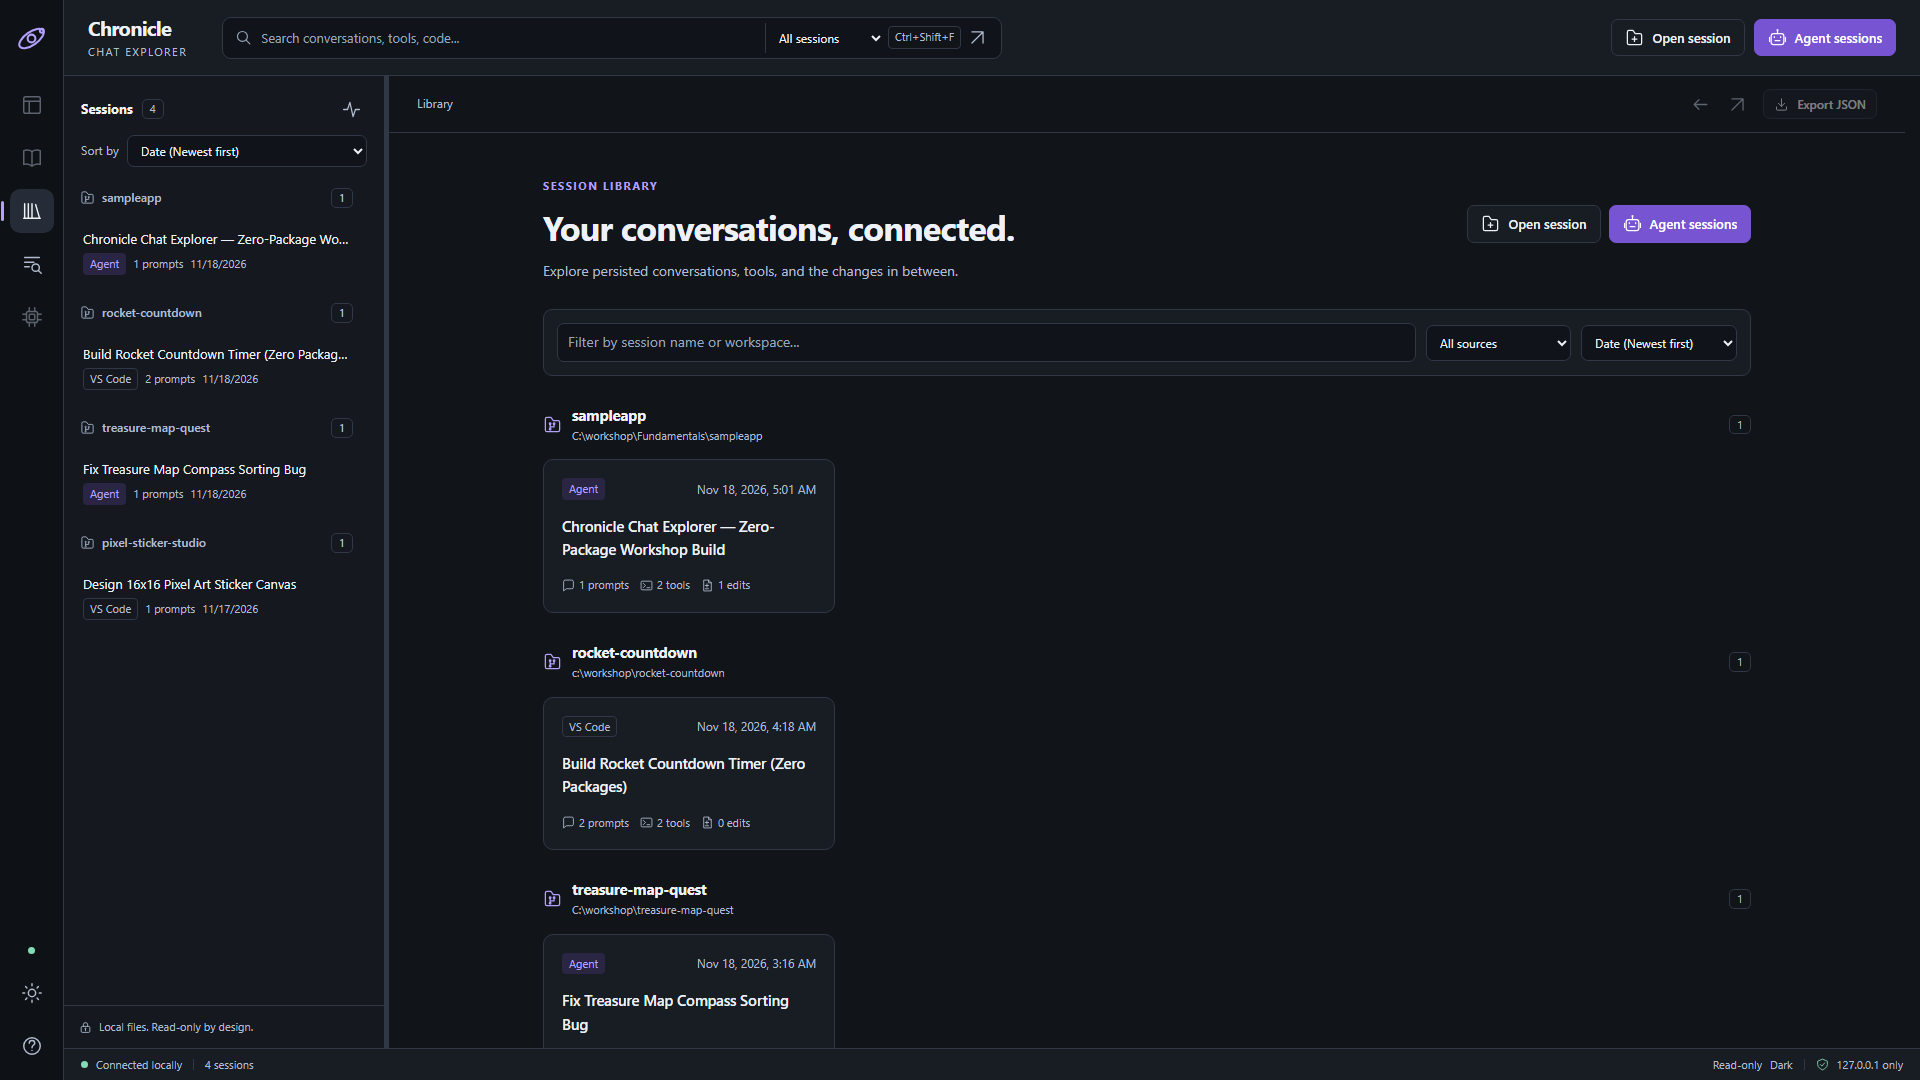 Chronicle
CHAT EXPLORER
Search conversations, tools, code...
All sessions
Ctrl+Shift+F
Open session
Agent sessions
Sessions 4
Sort by Date (Newest first)
sampleapp 1
Chronicle Chat Explorer — Zero-Package Wo...
Agent 1 prompts 11/18/2026
rocket-countdown 1
Build Rocket Countdown Timer (Zero Packag...
VS Code 2 prompts 11/18/2026
treasure-map-quest 1
Fix Treasure Map Compass Sorting Bug
Agent 1 prompts 11/18/2026
pixel-sticker-studio 1
Design 16x16 Pixel Art Sticker Canvas
VS Code 1 prompts 11/17/2026
Local files. Read-only by design.
Library
Export JSON
SESSION LIBRARY
Your conversations, connected.
Explore persisted conversations, tools, and the changes in between.
Open session
Agent sessions
Filter by session name or workspace...
All sources
Date (Newest first)
sampleapp
C:\workshop\Fundamentals\sampleapp
1
Agent Nov 18, 2026, 5:01 AM
Chronicle Chat Explorer — Zero-
Package Workshop Build
1 prompts 2 tools 1 edits
rocket-countdown
c:\workshop\rocket-countdown
1
VS Code Nov 18, 2026, 4:18 AM
Build Rocket Countdown Timer (Zero
Packages)
2 prompts 2 tools 0 edits
treasure-map-quest
C:\workshop\treasure-map-quest
1
Agent Nov 18, 2026, 3:16 AM
Fix Treasure Map Compass Sorting
Bug
Connected locally 4 sessions
Read-only Dark 127.0.0.1 only